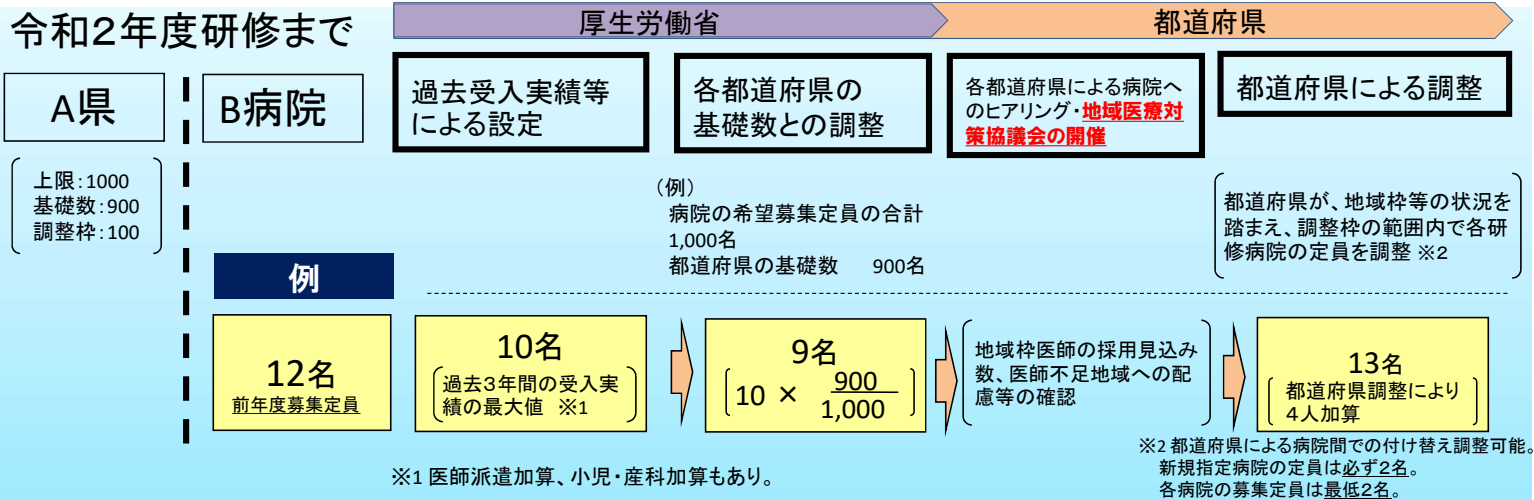 令和２年度研修まで
厚生労働省
都道府県
A県
B病院
過去受入実績等
による設定
各都道府県の
基礎数との調整
各都道府県による病院へ
のヒアリング・地域医療対
策協議会の開催
都道府県による調整
上限：1000
基礎数：900
調整枠：100
（例）
病院の希望募集定員の合計
1,000名
都道府県の基礎数　900名
都道府県が、地域枠等の状況を
踏まえ、調整枠の範囲内で各研
修病院の定員を調整 ※2
例
12名
前年度募集定員
10名
過去３年間の受入実
績の最大値 ※1
9名
10 × 900
1,000
地域枠医師の採用見込み
数、医師不足地域への配
慮等の確認
13名
都道府県調整により
４人加算
※1 医師派遣加算、小児・産科加算もあり。
※2 都道府県による病院間での付け替え調整可能。
新規指定病院の定員は必ず2名。
各病院の募集定員は最低2名。